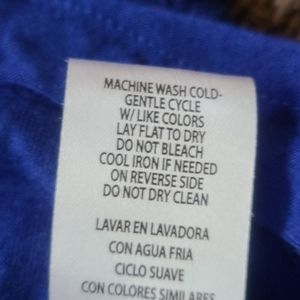 MACHINE WASH COLD-
GENTLE CYCLE
W/ LIKE COLORS
LAY FLAT TO DRY
DO NOT BLEACH
COOL IRON IF NEEDED
ON REVERSE SIDE
DO NOT DRY CLEAN
LAVAR EN LAVADORA
CON AGUA FRIA
CICLO SUAVE
CON COLORES SIMILARES